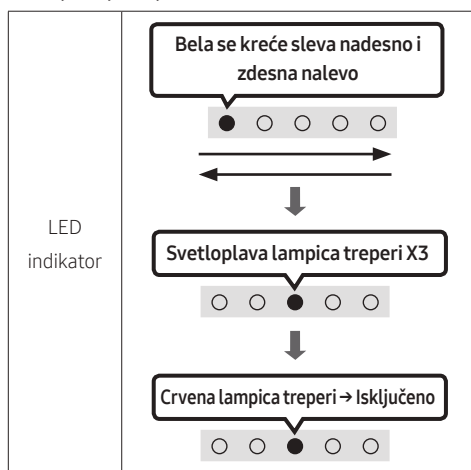 Bela se kreće sleva nadesno i
zdesna nalevo
LED
indikator
Svetloplava lampica treperi X3
Crvena lampica treperi → Isključeno